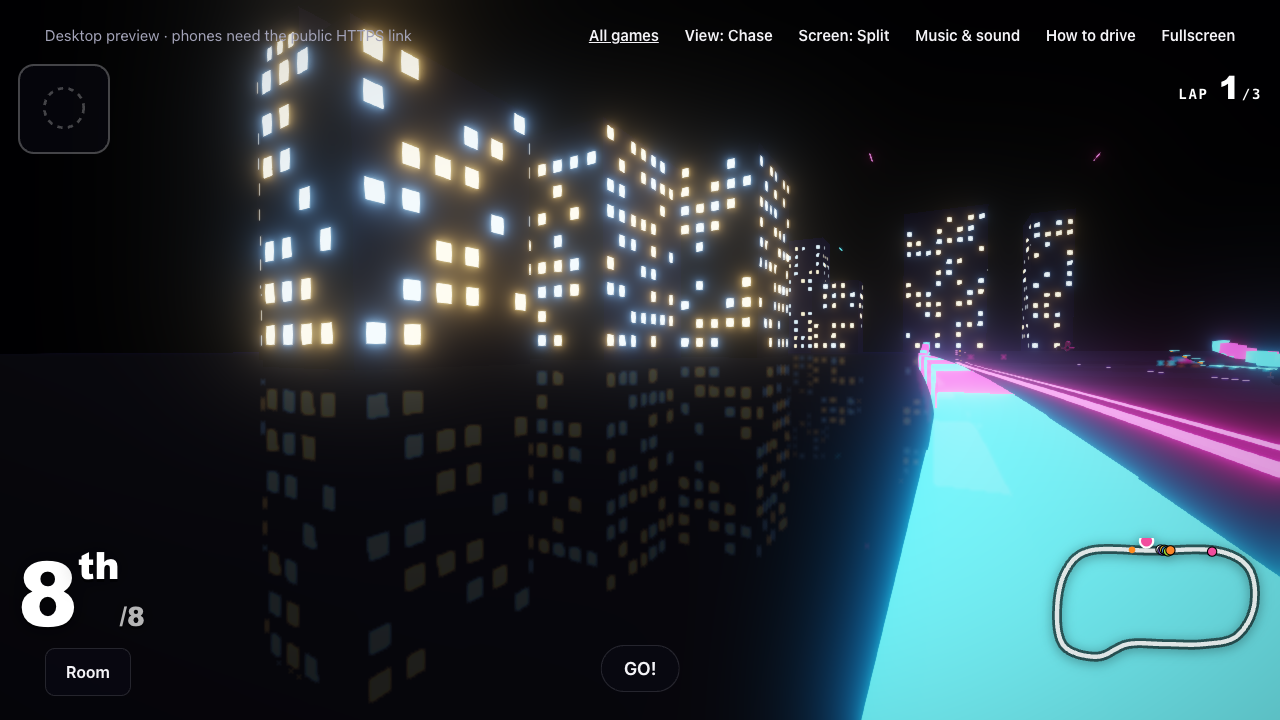 Desktop preview · phones need the public HTTPS link
All games View: Chase Screen: Split Music & sound How to drive Fullscreen
LAP 1/3
8th/8
Room
GO!